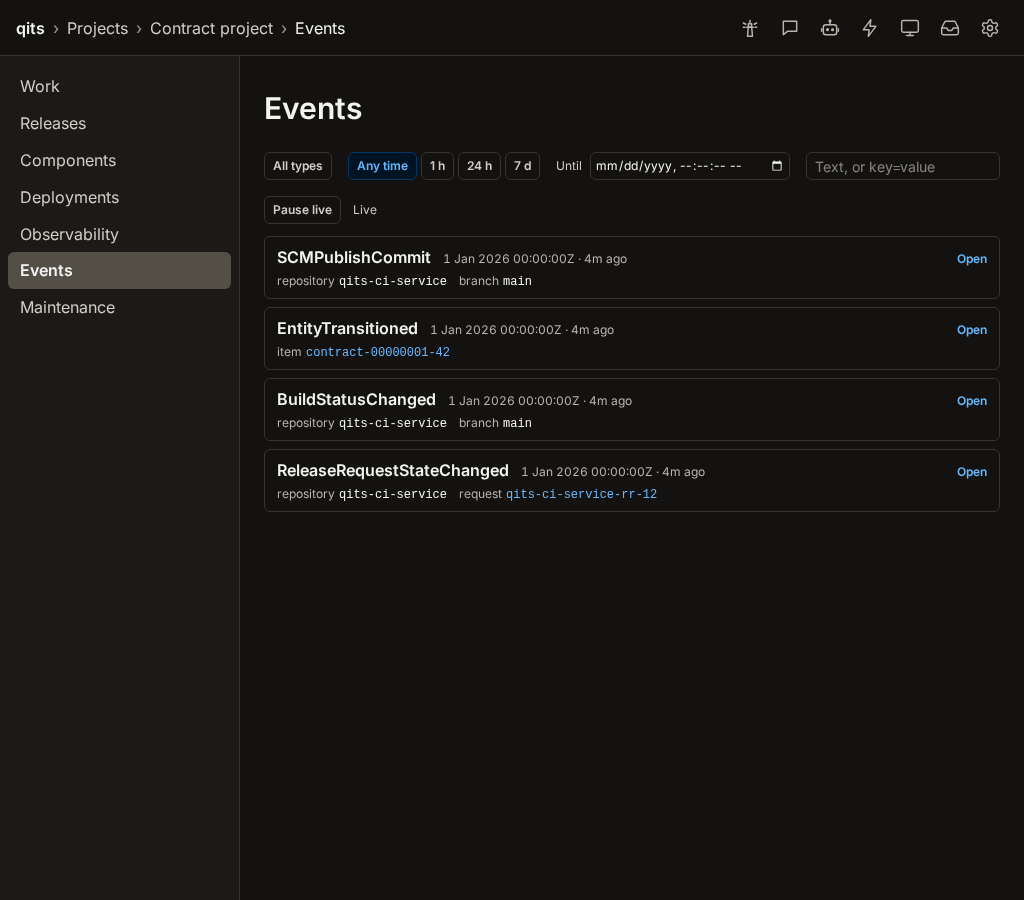 qits › Projects › Contract project › Events
Work
Releases
Components
Deployments
Observability
Events
Maintenance
Events
All types Any time 1 h 24 h 7 d Until mm/dd/yyyy, --:--:-- -- Text, or key=value
Pause live Live
SCMPublishCommit 1 Jan 2026 00:00:00Z · 4m ago Open
repository qits-ci-service branch main
EntityTransitioned 1 Jan 2026 00:00:00Z · 4m ago Open
item contract-00000001-42
BuildStatusChanged 1 Jan 2026 00:00:00Z · 4m ago Open
repository qits-ci-service branch main
ReleaseRequestStateChanged 1 Jan 2026 00:00:00Z · 4m ago Open
repository qits-ci-service request qits-ci-service-rr-12